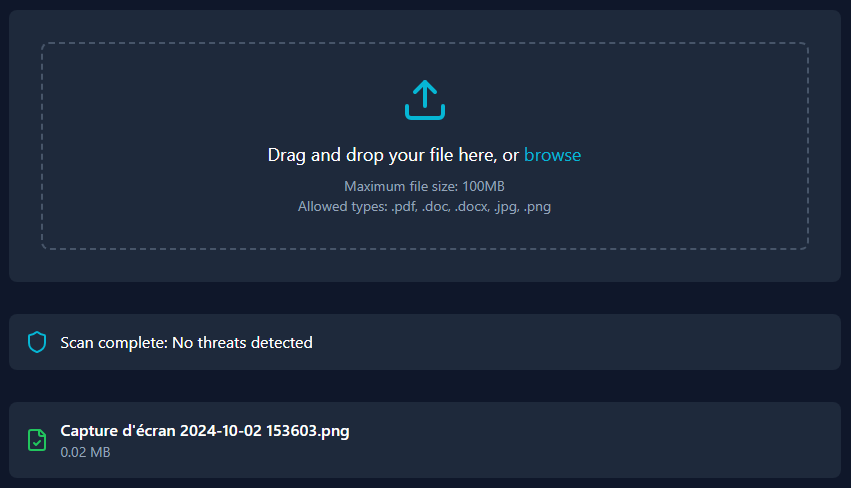 Drag and drop your file here, or browse
Maximum file size: 100MB
Allowed types: .pdf, .doc, .docx, .jpg, .png
Scan complete: No threats detected
Capture d'écran 2024-10-02 153603.png
0.02 MB